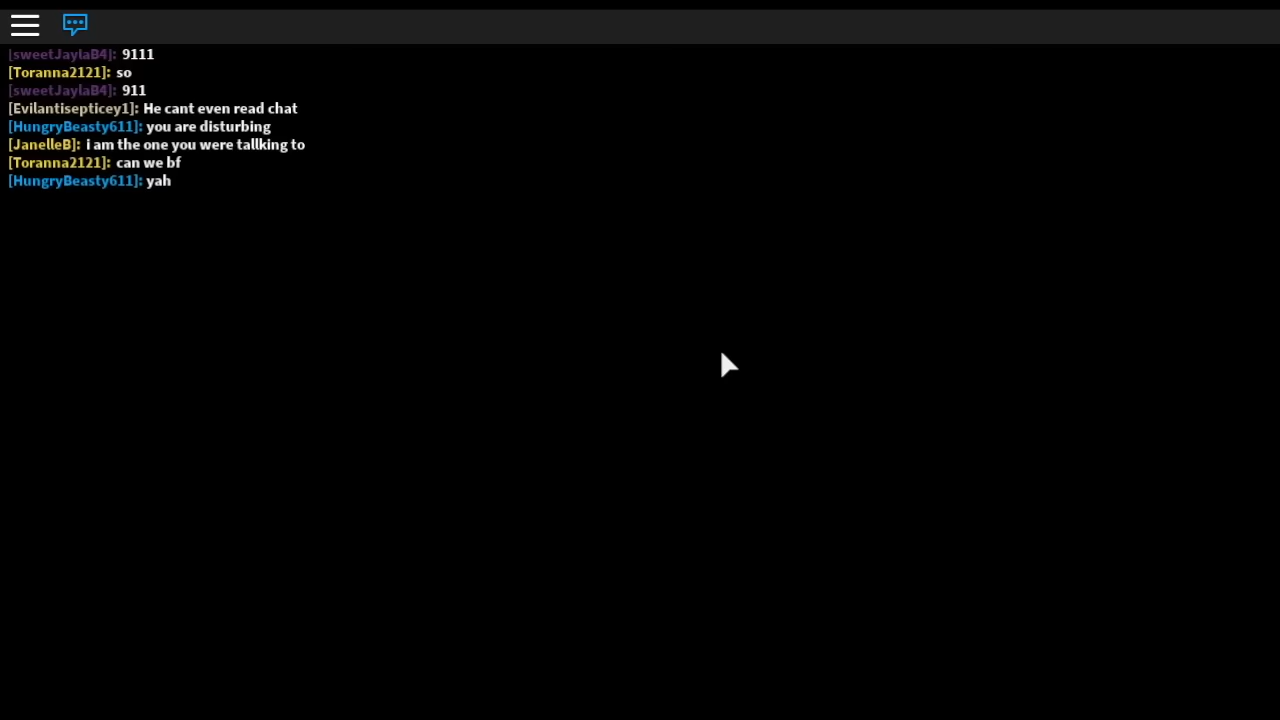 [sweetJaylaB4]: 9111
[Toranna2121]: so
[sweetJaylaB4]: 911
[Evilantisepticey1]: He cant even read chat
[HungryBeasty611]: you are disturbing
[JanelleB]: i am the one you were tallking to
[Toranna2121]: can we bf
[HungryBeasty611]: yah